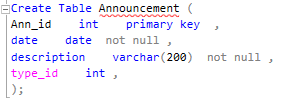 Create Table Announcement (
Ann_id    int    primary key  ,
date    date  not null ,
description    varchar(200)  not null ,
type_id    int ,
);